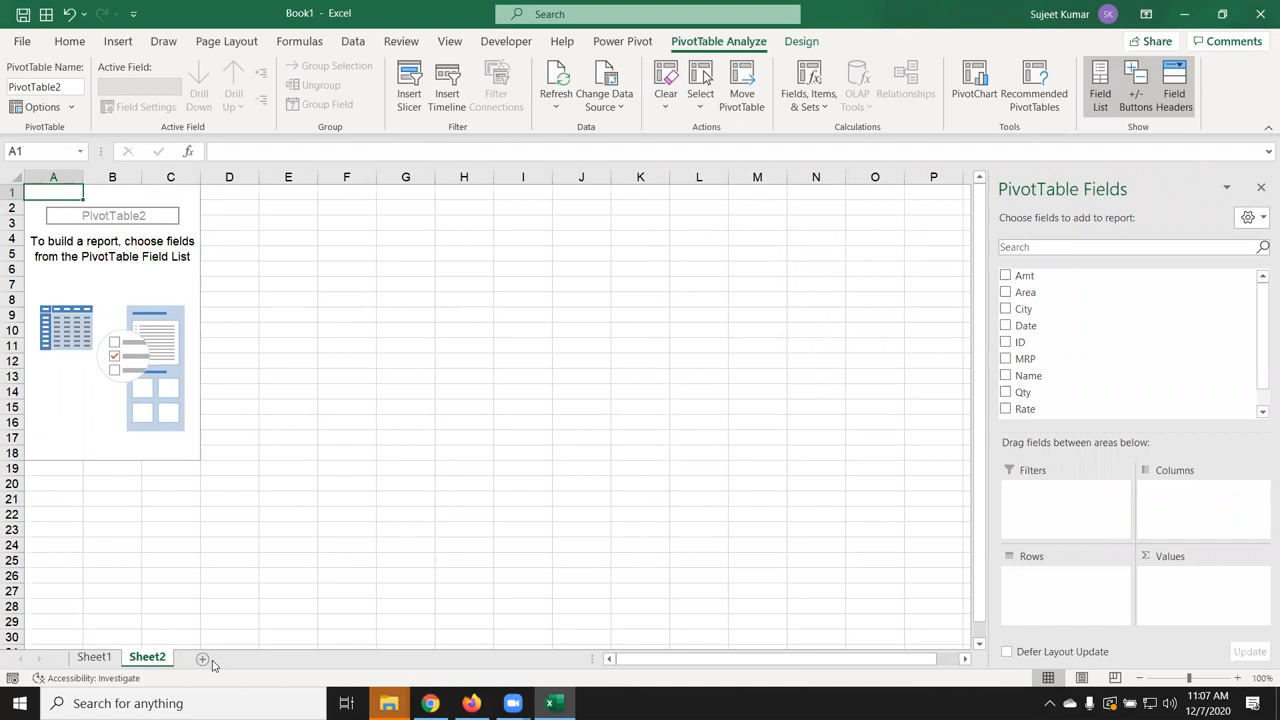 Book1 - Excel
Search
Sujeet Kumar
SK
File Home Insert Draw Page Layout Formulas Data Review View Developer Help Power Pivot PivotTable Analyze Design
Share Comments
PivotTable Name:
PivotTable2
Options
PivotTable
Active Field:
Field Settings
Drill Down
Drill Up
Active Field
Group Selection
Ungroup
Group Field
Group
Insert Slicer
Insert Timeline
Filter Connections
Filter
Refresh
Change Data Source
Data
Clear
Select
Move PivotTable
Actions
Fields, Items, & Sets
OLAP Tools
Relationships
Calculations
PivotChart
Recommended PivotTables
Tools
Field List
+/- Buttons
Field Headers
Show
A1
fx
A B C D E F G H I J K L M N O P
1
2
3
4
5
6
7
8
9
10
11
12
13
14
15
16
17
18
19
20
21
22
23
24
25
26
27
28
29
30
PivotTable2
To build a report, choose fields
from the PivotTable Field List
PivotTable Fields
Choose fields to add to report:
Search
Amt
Area
City
Date
ID
MRP
Name
Qty
Rate
Drag fields between areas below:
Filters
Columns
Rows
Σ Values
Defer Layout Update
Update
Sheet1 Sheet2
Accessibility: Investigate
100%
Search for anything
11:07 AM
12/7/2020